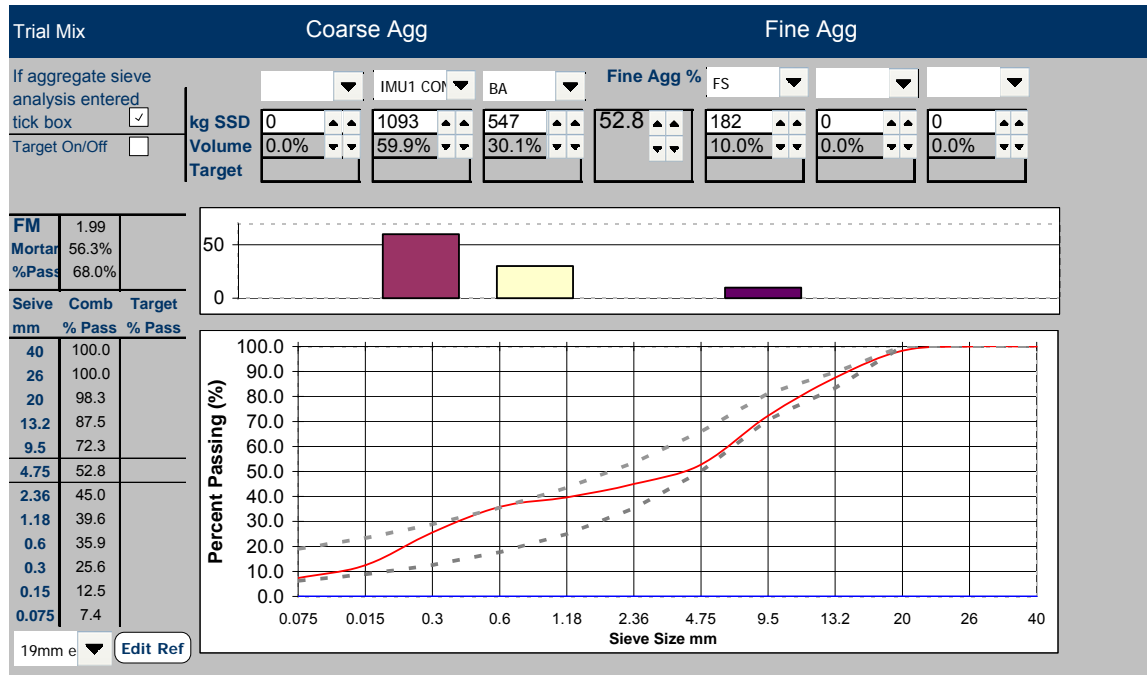 Trial Mix Coarse Agg Fine Agg
If aggregate sieve
analysis entered
tick box
Target On/Off
IMU1 CON BA Fine Agg % FS
kg SSD 0 1093 547 52.8 182 0 0
Volume 0.0% 59.9% 30.1% 10.0% 0.0% 0.0%
Target
FM 1.99
Mortar 56.3%
%Pass 68.0%
Seive Comb Target
mm % Pass % Pass
40 100.0
26 100.0
20 98.3
13.2 87.5
9.5 72.3
4.75 52.8
2.36 45.0
1.18 39.6
0.6 35.9
0.3 25.6
0.15 12.5
0.075 7.4
19mm e Edit Ref
50
0
Percent Passing (%)
100.0
90.0
80.0
70.0
60.0
50.0
40.0
30.0
20.0
10.0
0.0
0.075 0.015 0.3 0.6 1.18 2.36 4.75 9.5 13.2 20 26 40
Sieve Size mm